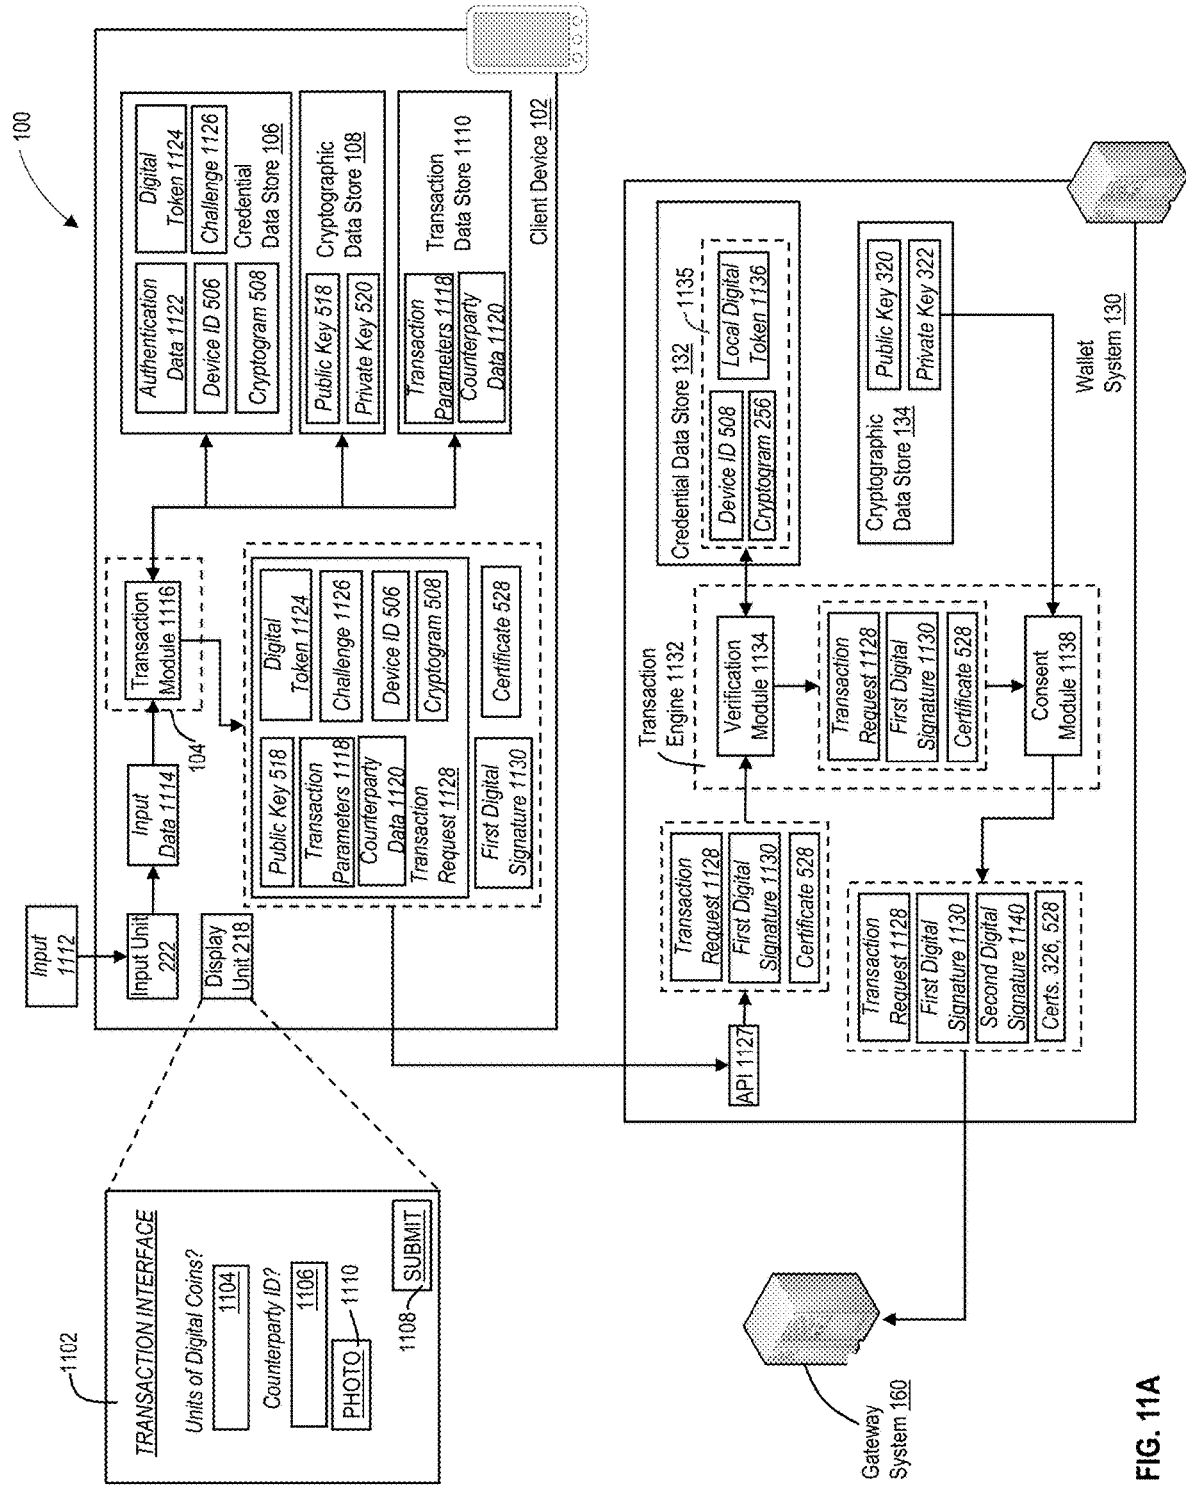 100
1102
TRANSACTION INTERFACE
Units of Digital Coins?
1104
Counterparty ID?
1106
PHOTO
1110
SUBMIT
1108
Input
1112
Input Unit
222
Display
Unit 218
Input
Data 1114
104
Transaction
Module 1116
Authentication
Data 1122
Digital
Token 1124
Device ID 506
Challenge 1126
Cryptogram 508
Credential
Data Store 106
Public Key 518
Private Key 520
Cryptographic
Data Store 108
Transaction
Parameters 1118
Counterparty
Data 1120
Transaction
Data Store 1110
Client Device 102
Public Key 518
Digital
Token 1124
Transaction
Parameters 1118
Challenge 1126
Counterparty
Data 1120
Device ID 506
Transaction
Request 1128
Cryptogram 508
First Digital
Signature 1130
Certificate 528
API 1127
Transaction
Request 1128
First Digital
Signature 1130
Certificate 528
Transaction
Engine 1132
Verification
Module 1134
Transaction
Request 1128
First Digital
Signature 1130
Certificate 528
Consent
Module 1138
Credential Data Store 132
1135
Device ID 508
Cryptogram 256
Local Digital
Token 1136
Cryptographic
Data Store 134
Public Key 320
Private Key 322
Transaction
Request 1128
First Digital
Signature 1130
Second Digital
Signature 1140
Certs. 326, 528
Wallet
System 130
Gateway
System 160
FIG. 11A